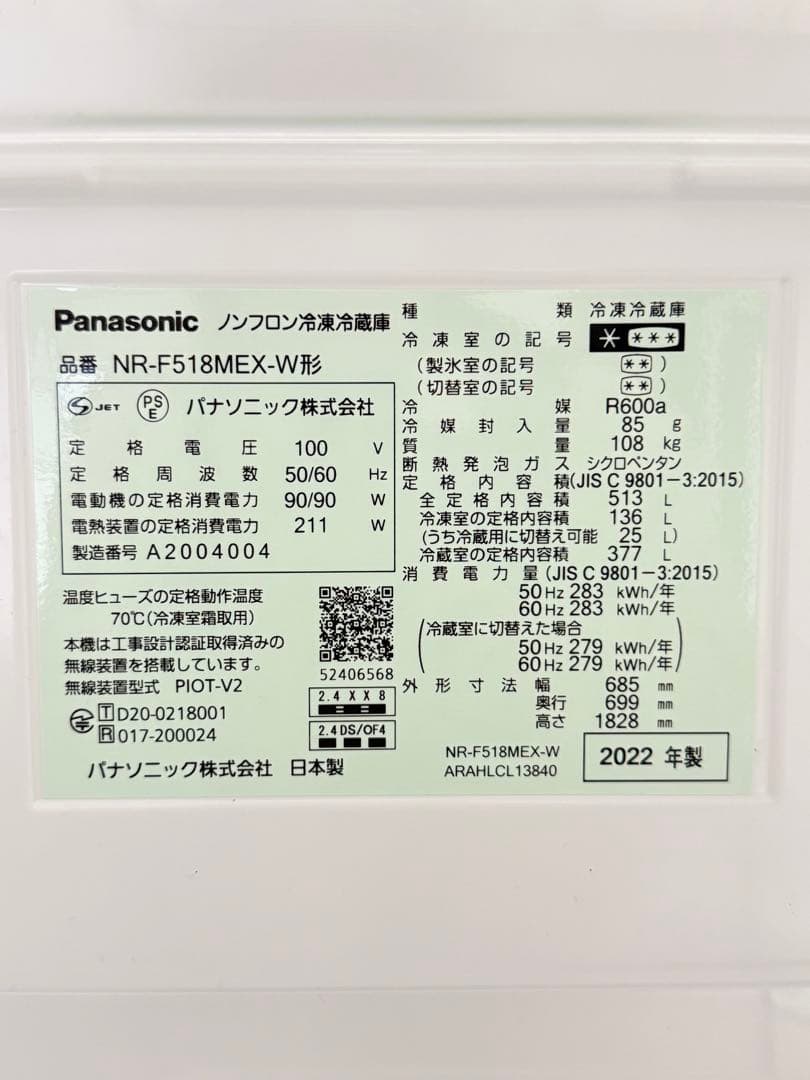 Panasonic ノンフロン冷凍冷蔵庫
品番 NR-F518MEX-W形
S JET PSE パナソニック株式会社
定格電圧 100 V
定格周波数 50/60 Hz
電動機の定格消費電力 90/90 W
電熱装置の定格消費電力 211 W
製造番号 A2004004
温度ヒューズの定格動作温度
70℃(冷凍室霜取用)
本機は工事設計認証取得済みの
無線装置を搭載しています。
無線装置型式 PIOT-V2
T D20-0218001
R 017-200024
52406568
2.4 X X 8
2.4 DS/OF4
パナソニック株式会社 日本製
種類 冷凍冷蔵庫
冷凍室の記号 * ***
(製氷室の記号 ** )
(切替室の記号 ** )
冷媒 R600a
冷媒封入量 85 g
質量 108 kg
断熱発泡ガス シクロペンタン
定格内容積(JIS C 9801-3:2015)
全定格内容積 513 L
冷凍室の定格内容積 136 L
(うち冷蔵用に切替え可能 25 L)
冷蔵室の定格内容積 377 L
消費電力量(JIS C 9801-3:2015)
50Hz 283 kWh/年
60Hz 283 kWh/年
(冷蔵室に切替えた場合
50Hz 279 kWh/年
60Hz 279 kWh/年)
外形寸法 幅 685 mm
奥行 699 mm
高さ 1828 mm
NR-F518MEX-W
ARAHLCL13840
2022 年製